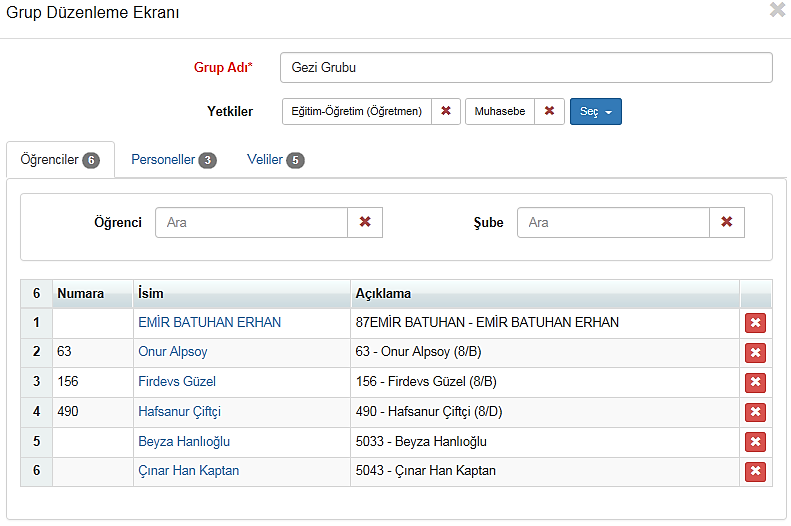 Grup Düzenleme Ekranı
Grup Adı* Gezi Grubu
Yetkiler Eğitim-Öğretim (Öğretmen) Muhasebe Seç
Öğrenciler 6 Personeller 3 Veliler 5
Öğrenci Ara Şube Ara
6 Numara İsim Açıklama
1 EMİR BATUHAN ERHAN 87EMİR BATUHAN - EMİR BATUHAN ERHAN
2 63 Onur Alpsoy 63 - Onur Alpsoy (8/B)
3 156 Firdevs Güzel 156 - Firdevs Güzel (8/B)
4 490 Hafsanur Çiftçi 490 - Hafsanur Çiftçi (8/D)
5 Beyza Hanlıoğlu 5033 - Beyza Hanlıoğlu
6 Çınar Han Kaptan 5043 - Çınar Han Kaptan